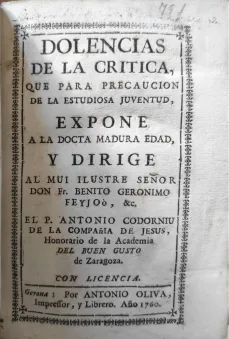 731
DOLENCIAS
DE LA CRITICA,
QUE PARA PRECAUCION
DE LA ESTUDIOSA JUVENTUD,
EXPONE
A LA DOCTA MADURA EDAD,
Y DIRIGE
AL MUI ILUSTRE SEÑOR
DON Fr. BENITO GERONIMO
FEYJOÒ, &c.
EL P. ANTONIO CODORNIU
DE LA COMPAÑIA DE JESUS,
Honorario de la Academia
DEL BUEN GUSTO
de Zaragoza.
CON LICENCIA.
Gerona: Por ANTONIO OLIVA,
Impressor, y Librero. Año 1760.